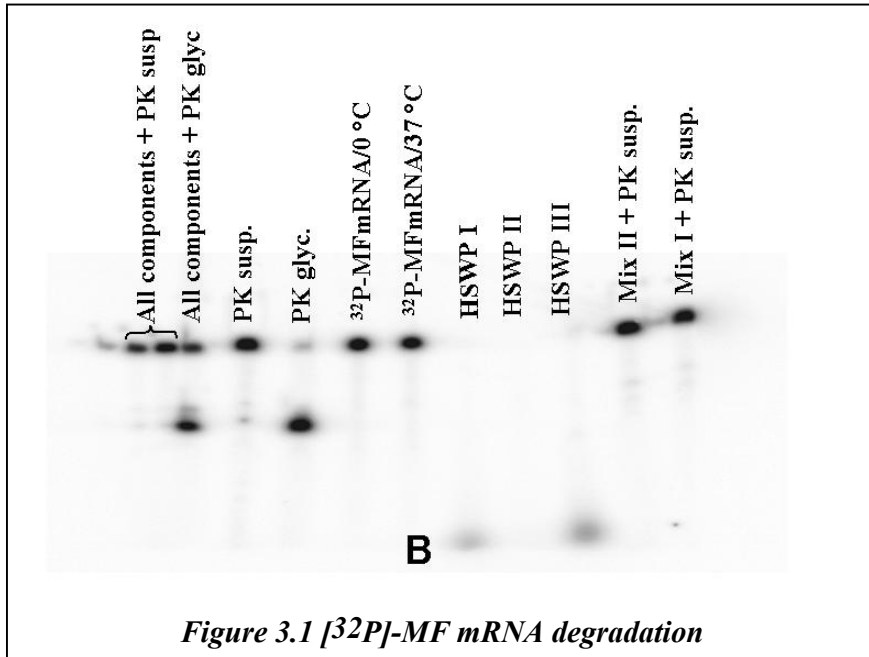 All components + PK susp
All components + PK glyc
PK susp.
PK glyc.
³²P-MFmRNA/0 °C
³²P-MFmRNA/37 °C
HSWP I
HSWP II
HSWP III
Mix II + PK susp.
Mix I + PK susp.
B
Figure 3.1 [³²P]-MF mRNA degradation